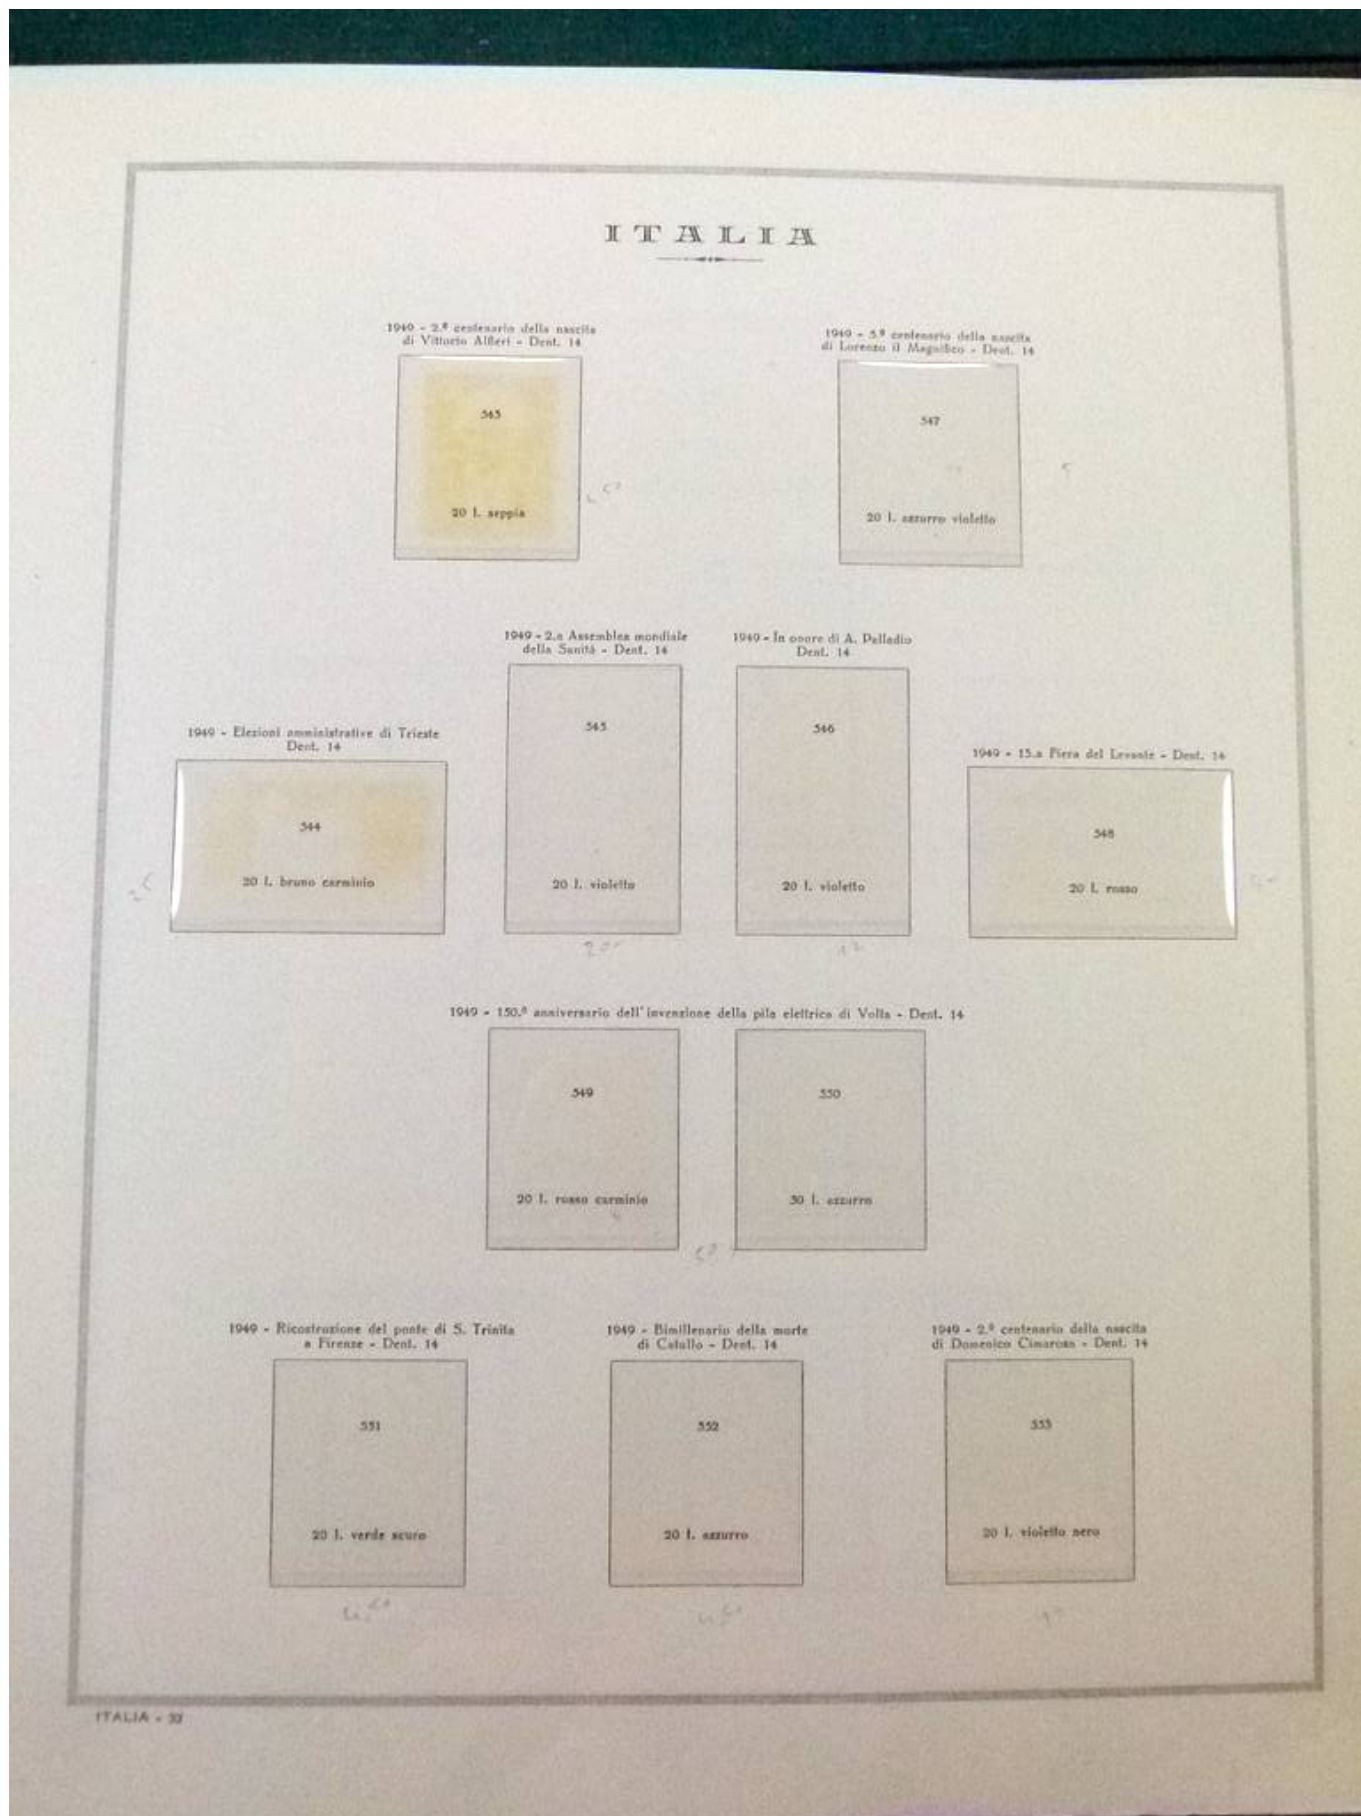 ITALIA
1949 - 2.º centenario della nascita
di Vittorio Alfieri - Dent. 14
543
20 l. seppia
1949 - 5.º centenario della nascita
di Lorenzo il Magnifico - Dent. 14
547
20 l. azzurro violetto
1949 - Elezioni amministrative di Trieste
Dent. 14
544
20 l. bruno carminio
1949 - 2.a Assemblea mondiale
della Sanità - Dent. 14
545
20 l. violetto
1949 - In onore di A. Palladio
Dent. 14
546
20 l. violetto
1949 - 13.a Fiera del Levante - Dent. 14
548
20 l. rosso
1949 - 150.º anniversario dell'invenzione della pila elettrica di Volta - Dent. 14
549
20 l. rosso carminio
550
50 l. azzurro
1949 - Ricostruzione del ponte di S. Trinita
a Firenze - Dent. 14
551
20 l. verde scuro
1949 - Bimillenario della morte
di Catullo - Dent. 14
552
20 l. azzurro
1949 - 2.º centenario della nascita
di Domenico Cimarosa - Dent. 14
553
20 l. violetto nero
ITALIA -